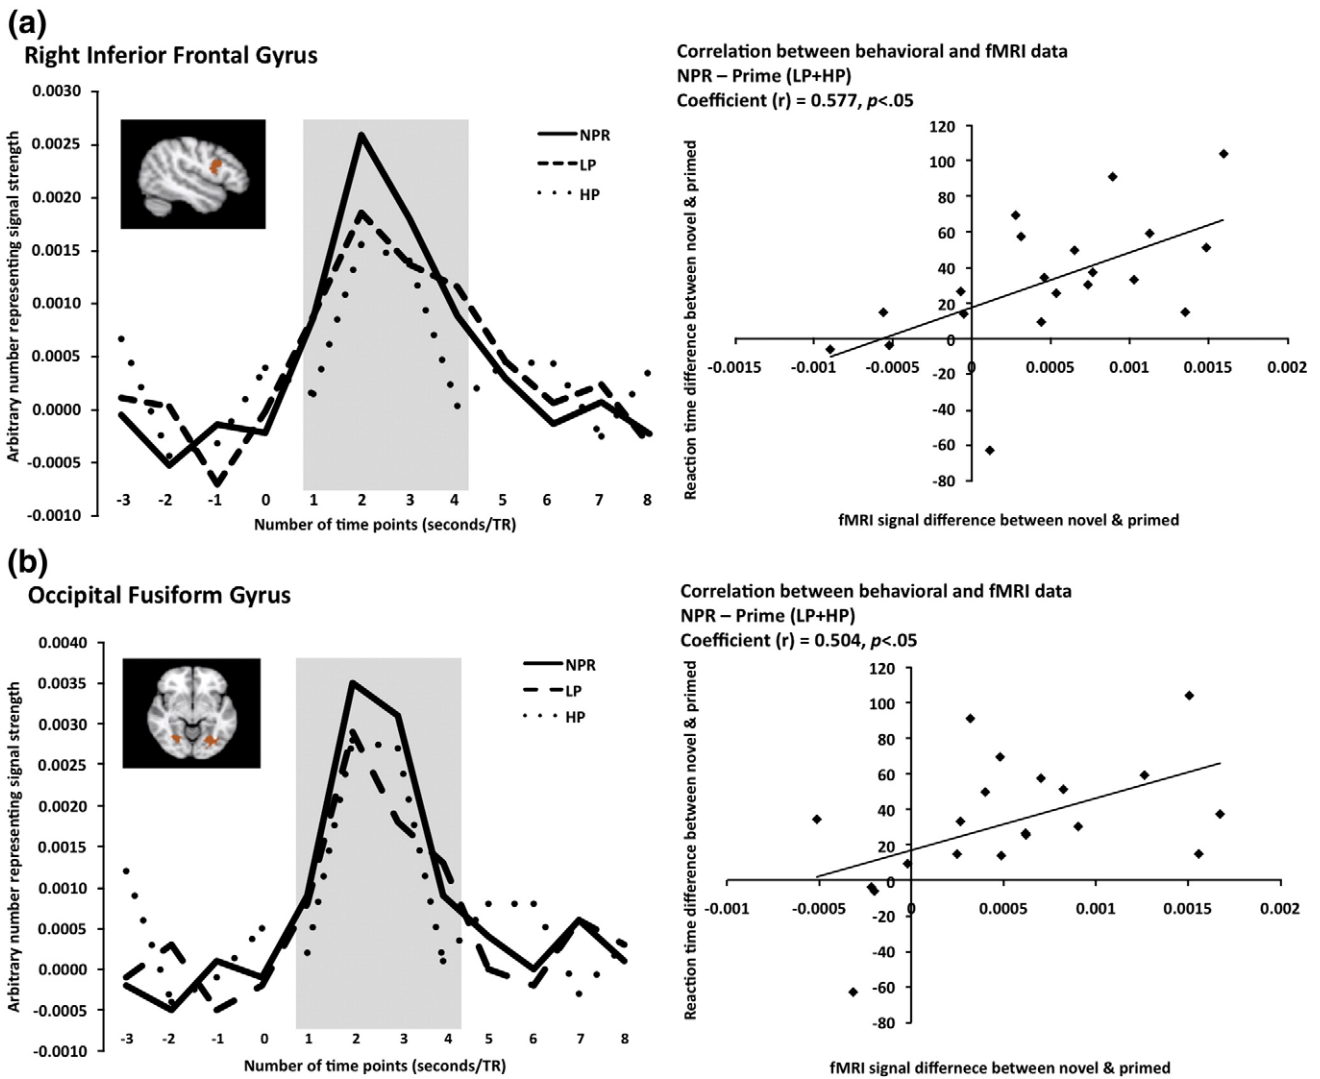 (a)
Right Inferior Frontal Gyrus
Arbitrary number representing signal strength
0.0030
0.0025
0.0020
0.0015
0.0010
0.0005
0.0000
-0.0005
-0.0010
NPR
LP
HP
-3 -2 -1 0 1 2 3 4 5 6 7 8
Number of time points (seconds/TR)
Correlation between behavioral and fMRI data
NPR – Prime (LP+HP)
Coefficient (r) = 0.577, p<.05
Reaction time difference between novel & primed
120
100
80
60
40
20
0
-20
-40
-60
-80
-0.0015 -0.001 -0.0005 0 0.0005 0.001 0.0015 0.002
fMRI signal difference between novel & primed
(b)
Occipital Fusiform Gyrus
Arbitrary number representing signal strength
0.0040
0.0035
0.0030
0.0025
0.0020
0.0015
0.0010
0.0005
0.0000
-0.0005
-0.0010
NPR
LP
HP
-3 -2 -1 0 1 2 3 4 5 6 7 8
Number of time points (seconds/TR)
Correlation between behavioral and fMRI data
NPR – Prime (LP+HP)
Coefficient (r) = 0.504, p<.05
Reaction time difference between novel & primed
120
100
80
60
40
20
0
-20
-40
-60
-80
-0.001 -0.0005 0 0.0005 0.001 0.0015 0.002
fMRI signal differnece between novel & primed